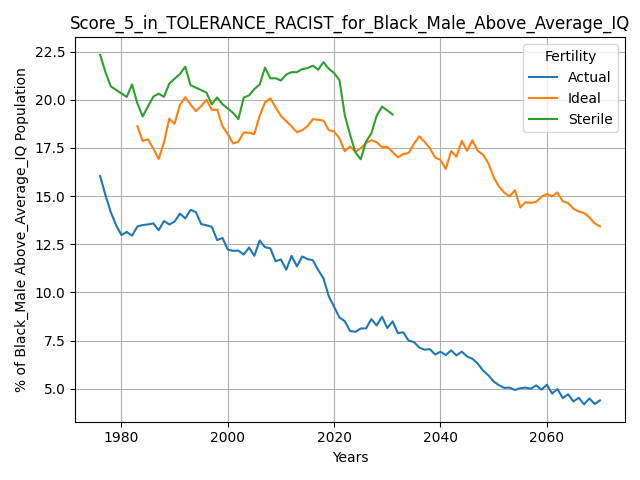 Score_5_in_TOLERANCE_RACIST_for_Black_Male_Above_Average_IQ
% of Black_Male Above_Average_IQ Population
22.5
20.0
17.5
15.0
12.5
10.0
7.5
5.0
Fertility
Actual
Ideal
Sterile
1980
2000
2020
2040
2060
Years